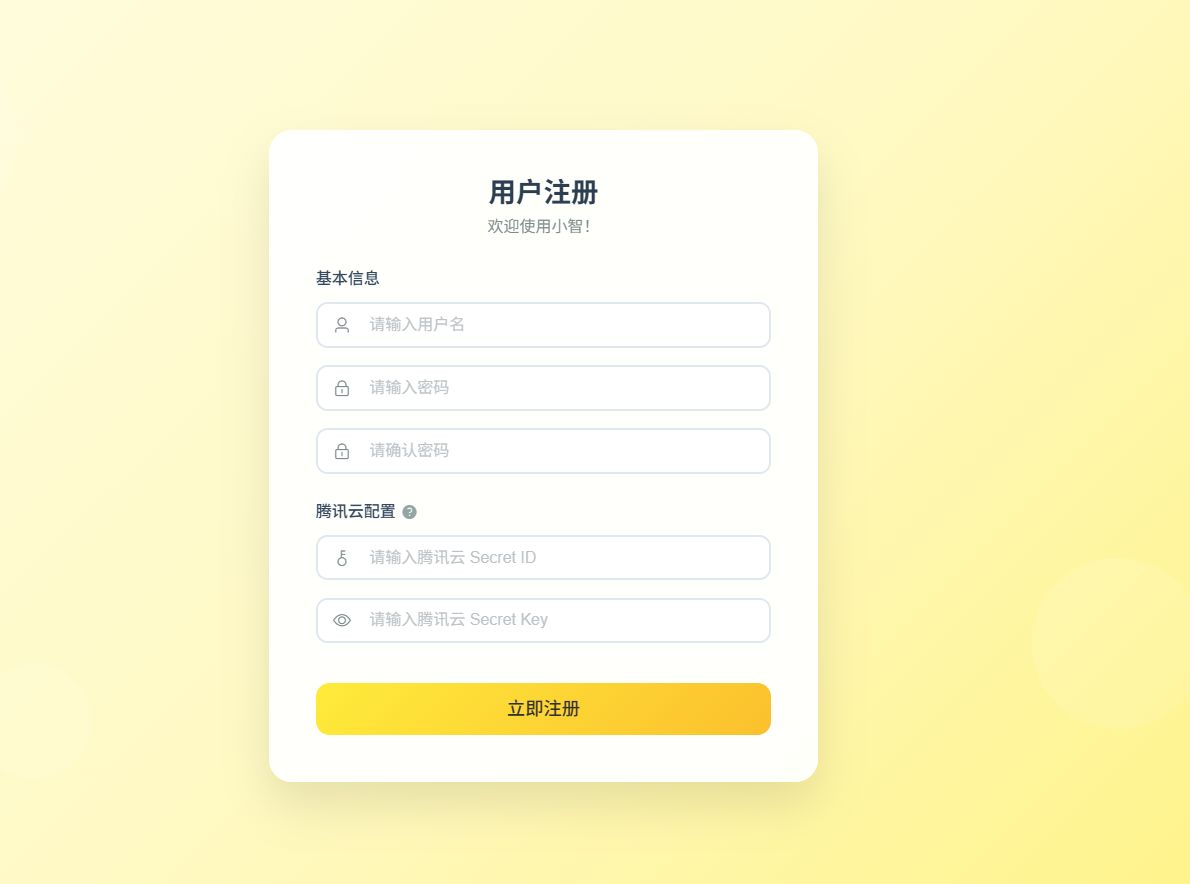 用户注册
欢迎使用小智！
基本信息
请输入用户名
请输入密码
请确认密码
腾讯云配置 ?
请输入腾讯云 Secret ID
请输入腾讯云 Secret Key
立即注册